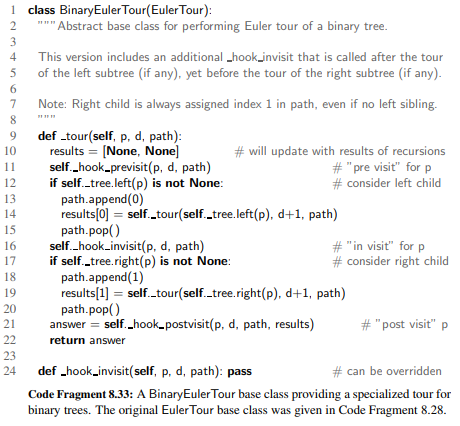 1 class BinaryEulerTour(EulerTour):
2 """Abstract base class for performing Euler tour of a binary tree.
3
4 This version includes an additional _hook_invisit that is called after the tour
5 of the left subtree (if any), yet before the tour of the right subtree (if any).
6
7 Note: Right child is always assigned index 1 in path, even if no left sibling.
8 """
9 def _tour(self, p, d, path):
10 results = [None, None] # will update with results of recursions
11 self._hook_previsit(p, d, path) # "pre visit" for p
12 if self._tree.left(p) is not None: # consider left child
13 path.append(0)
14 results[0] = self._tour(self._tree.left(p), d+1, path)
15 path.pop()
16 self._hook_invisit(p, d, path) # "in visit" for p
17 if self._tree.right(p) is not None: # consider right child
18 path.append(1)
19 results[1] = self._tour(self._tree.right(p), d+1, path)
20 path.pop()
21 answer = self._hook_postvisit(p, d, path, results) # "post visit" p
22 return answer
23
24 def _hook_invisit(self, p, d, path): pass # can be overridden
Code Fragment 8.33: A BinaryEulerTour base class providing a specialized tour for
binary trees. The original EulerTour base class was given in Code Fragment 8.28.